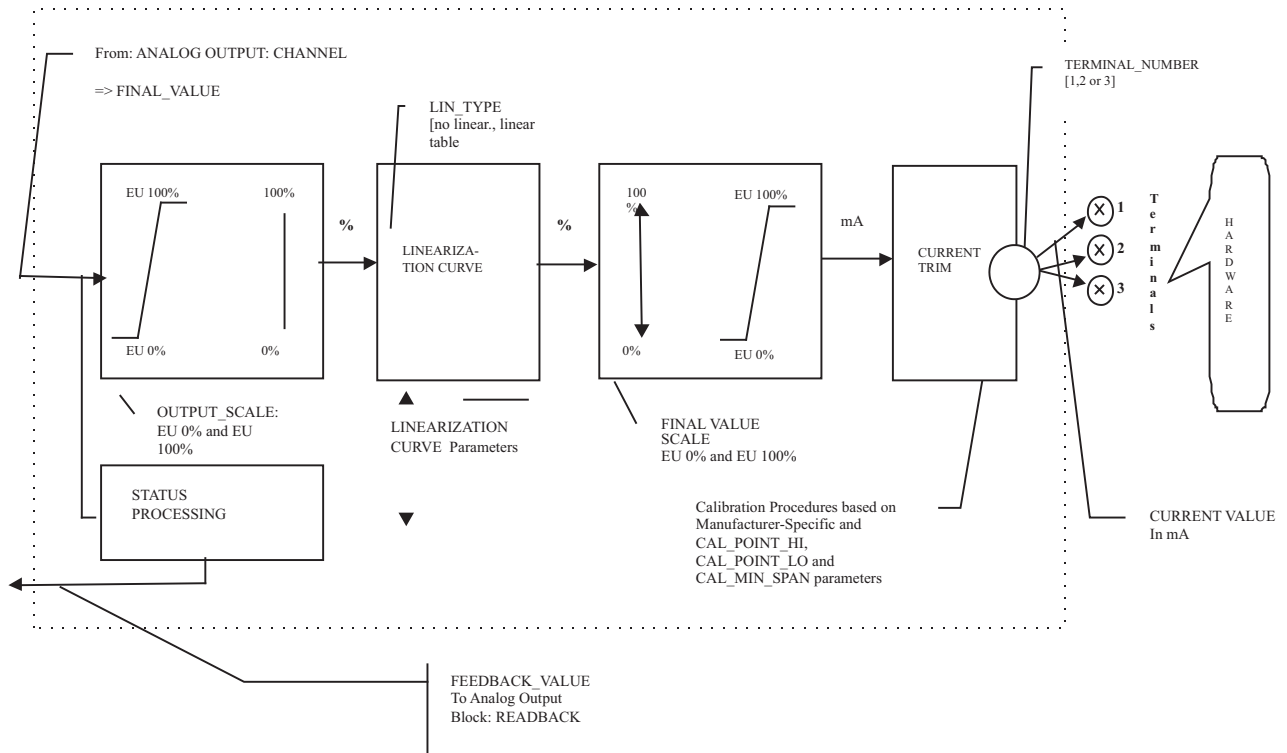 From: ANALOG OUTPUT: CHANNEL
=> FINAL_VALUE
TERMINAL_NUMBER
[1,2 or 3]
LIN_TYPE
[no linear., linear
table
EU 100%
100%
EU 0%
0%
%
LINEARIZA-
TION CURVE
%
100
%
0%
EU 100%
EU 0%
mA
CURRENT
TRIM
1
2
3
Terminals
HARDWARE
OUTPUT_SCALE:
EU 0% and EU
100%
LINEARIZATION
CURVE Parameters
FINAL VALUE
SCALE
EU 0% and EU 100%
STATUS
PROCESSING
Calibration Procedures based on
Manufacturer-Specific and
CAL_POINT_HI,
CAL_POINT_LO and
CAL_MIN_SPAN parameters
CURRENT VALUE
In mA
FEEDBACK_VALUE
To Analog Output
Block: READBACK